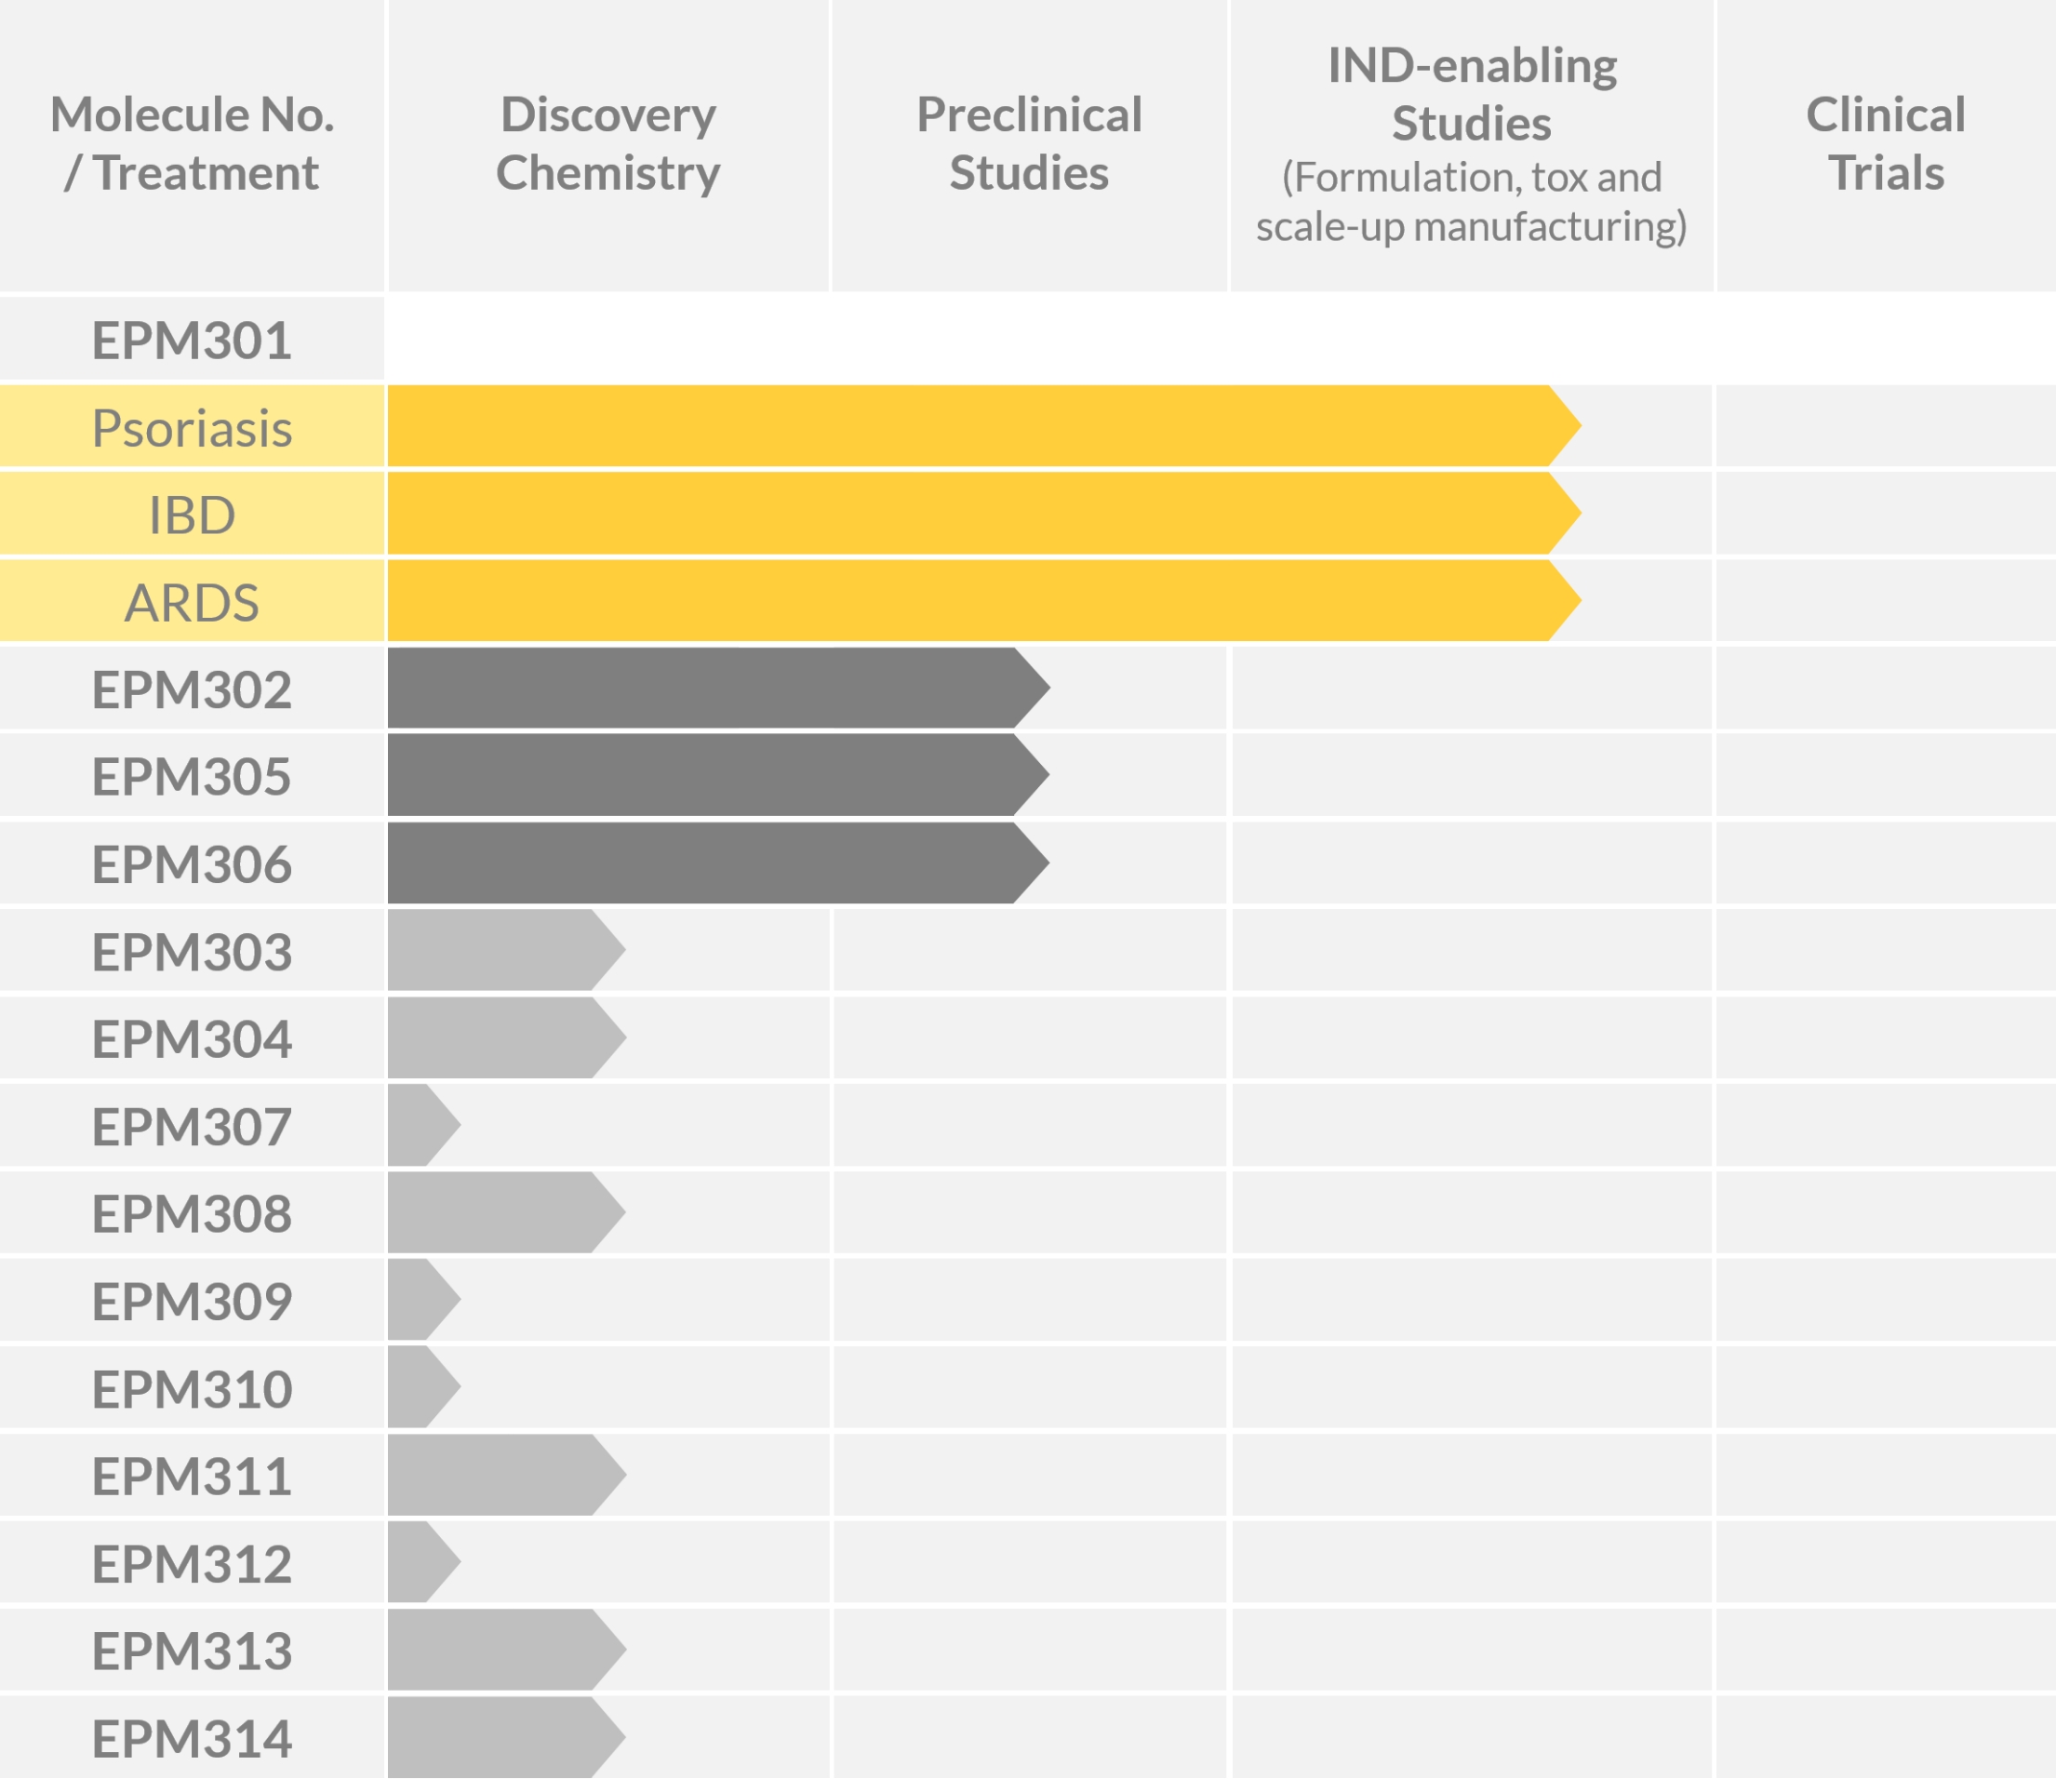 Molecule No.
/ Treatment
Discovery
Chemistry
Preclinical
Studies
IND-enabling
Studies
(Formulation, tox and
scale-up manufacturing)
Clinical
Trials
EPM301
Psoriasis
IBD
ARDS
EPM302
EPM305
EPM306
EPM303
EPM304
EPM307
EPM308
EPM309
EPM310
EPM311
EPM312
EPM313
EPM314